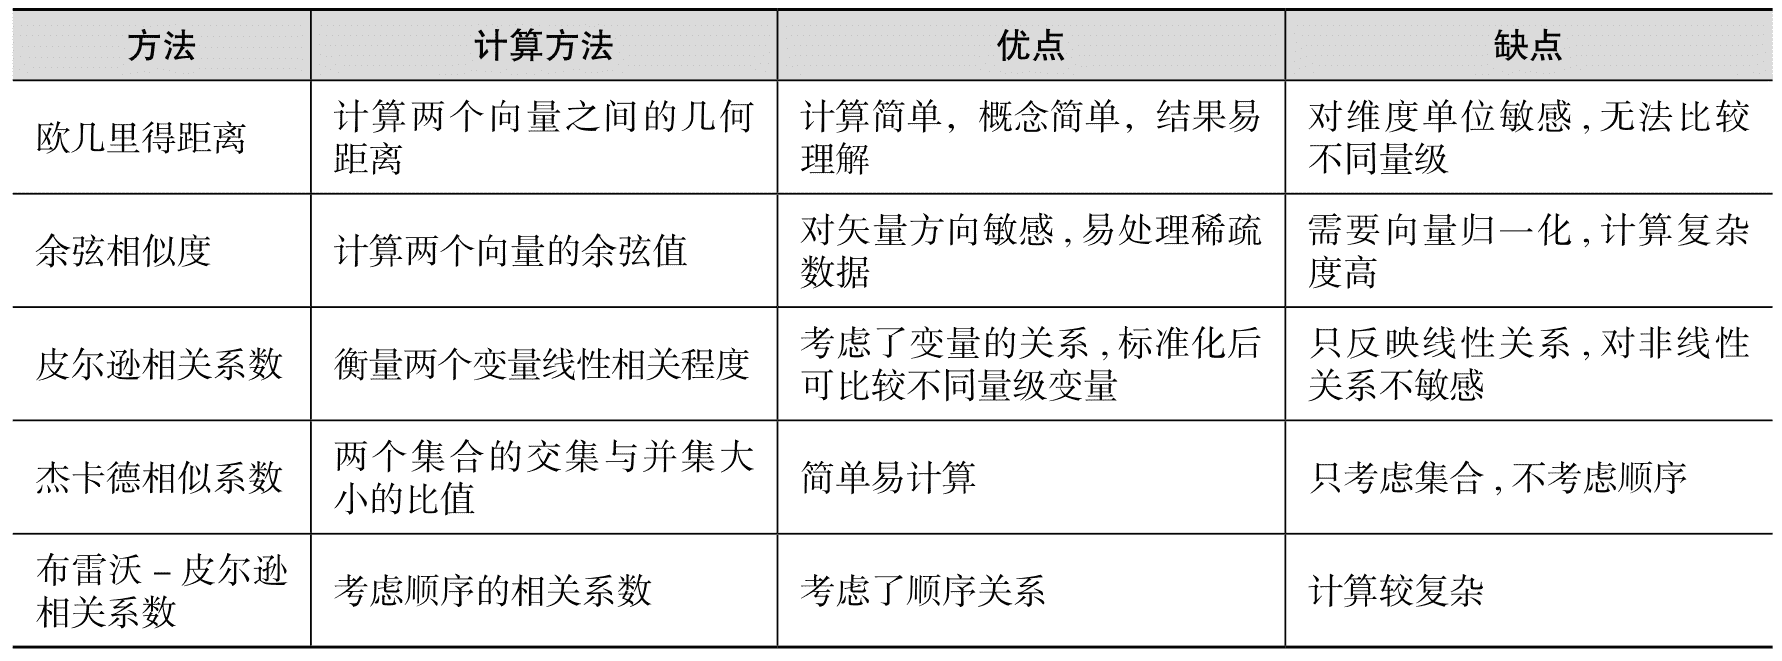 方法 计算方法 优点 缺点
欧几里得距离
计算两个向量之间的几何
距离
计算简单，概念简单，结果易
理解
对维度单位敏感，无法比较
不同量级
余弦相似度
计算两个向量的余弦值
对矢量方向敏感，易处理稀疏
数据
需要向量归一化，计算复杂
度高
皮尔逊相关系数
衡量两个变量线性相关程度
考虑了变量的关系，标准化后
可比较不同量级变量
只反映线性关系，对非线性
关系不敏感
杰卡德相似系数
两个集合的交集与并集大
小的比值
简单易计算
只考虑集合，不考虑顺序
布雷沃－皮尔逊
相关系数
考虑顺序的相关系数
考虑了顺序关系
计算较复杂